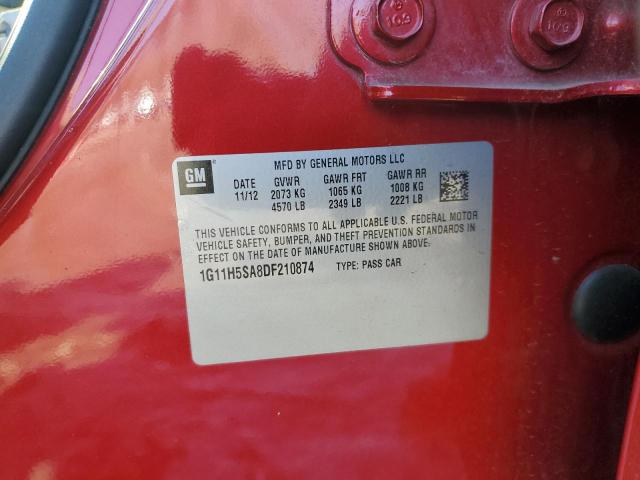 GM
MFD BY GENERAL MOTORS LLC
DATE GVWR GAWR FRT GAWR RR
11/12 2073 KG 1065 KG 1008 KG
4570 LB 2349 LB 2221 LB
THIS VEHICLE CONFORMS TO ALL APPLICABLE U.S. FEDERAL MOTOR
VEHICLE SAFETY, BUMPER, AND THEFT PREVENTION STANDARDS IN
EFFECT ON THE DATE OF MANUFACTURE SHOWN ABOVE.
1G11H5SA8DF210874 TYPE: PASS CAR